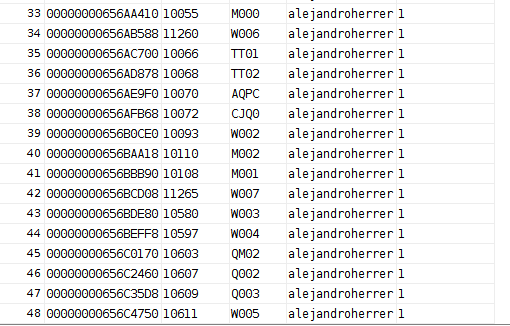 33 00000000656AA410 10055 M000 alejandroherrer 1
34 00000000656AB588 11260 W006 alejandroherrer 1
35 00000000656AC700 10066 TT01 alejandroherrer 1
36 00000000656AD878 10068 TT02 alejandroherrer 1
37 00000000656AE9F0 10070 AQPC alejandroherrer 1
38 00000000656AFB68 10072 CJQ0 alejandroherrer 1
39 00000000656B0CE0 10093 W002 alejandroherrer 1
40 00000000656BAA18 10110 M002 alejandroherrer 1
41 00000000656BBB90 10108 M001 alejandroherrer 1
42 00000000656BCD08 11265 W007 alejandroherrer 1
43 00000000656BDE80 10580 W003 alejandroherrer 1
44 00000000656BEFF8 10597 W004 alejandroherrer 1
45 00000000656C0170 10603 QM02 alejandroherrer 1
46 00000000656C2460 10607 Q002 alejandroherrer 1
47 00000000656C35D8 10609 Q003 alejandroherrer 1
48 00000000656C4750 10611 W005 alejandroherrer 1